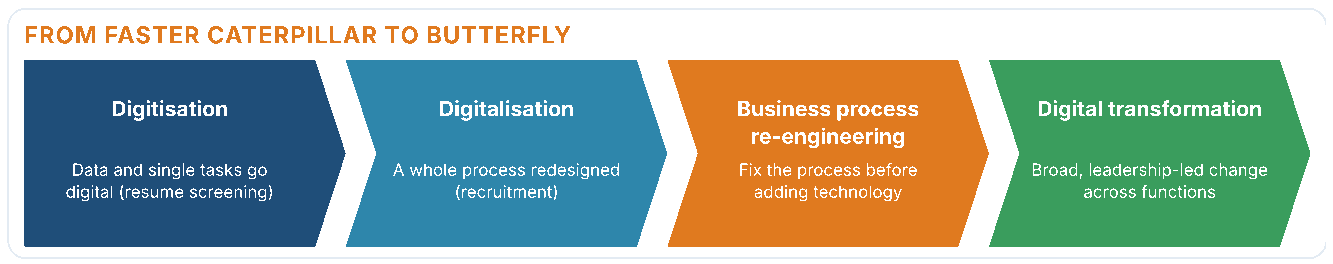 FROM FASTER CATERPILLAR TO BUTTERFLY
Digitisation
Data and single tasks go
digital (resume screening)
Digitalisation
A whole process redesigned
(recruitment)
Business process
re-engineering
Fix the process before
adding technology
Digital transformation
Broad, leadership-led change
across functions